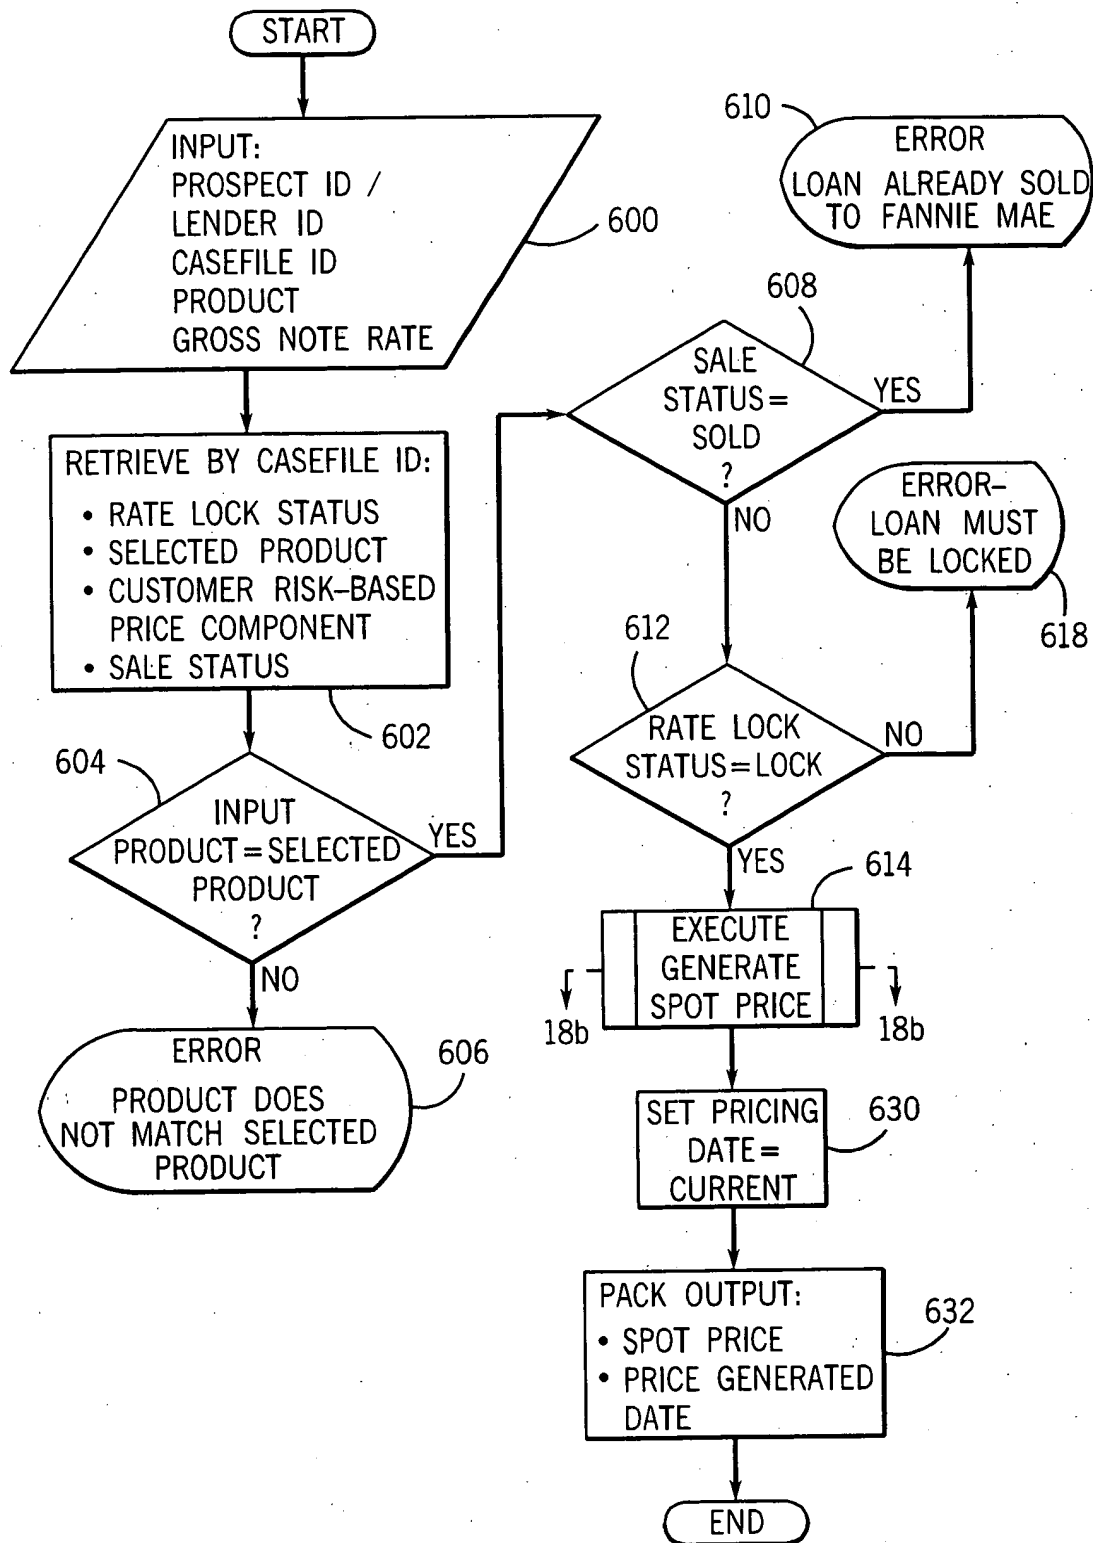 START
INPUT:
PROSPECT ID /
LENDER ID
CASEFILE ID
PRODUCT
GROSS NOTE RATE
600
RETRIEVE BY CASEFILE ID:
• RATE LOCK STATUS
• SELECTED PRODUCT
• CUSTOMER RISK–BASED
PRICE COMPONENT
• SALE STATUS
602
604
INPUT
PRODUCT=SELECTED
PRODUCT
?
YES
NO
ERROR
PRODUCT DOES
NOT MATCH SELECTED
PRODUCT
606
608
SALE
STATUS=
SOLD
?
YES
NO
610
ERROR
LOAN ALREADY SOLD
TO FANNIE MAE
612
RATE LOCK
STATUS=LOCK
?
NO
YES
ERROR–
LOAN MUST
BE LOCKED
618
614
EXECUTE
GENERATE
SPOT PRICE
18b
18b
SET PRICING
DATE=
CURRENT
630
PACK OUTPUT:
• SPOT PRICE
• PRICE GENERATED
DATE
632
END